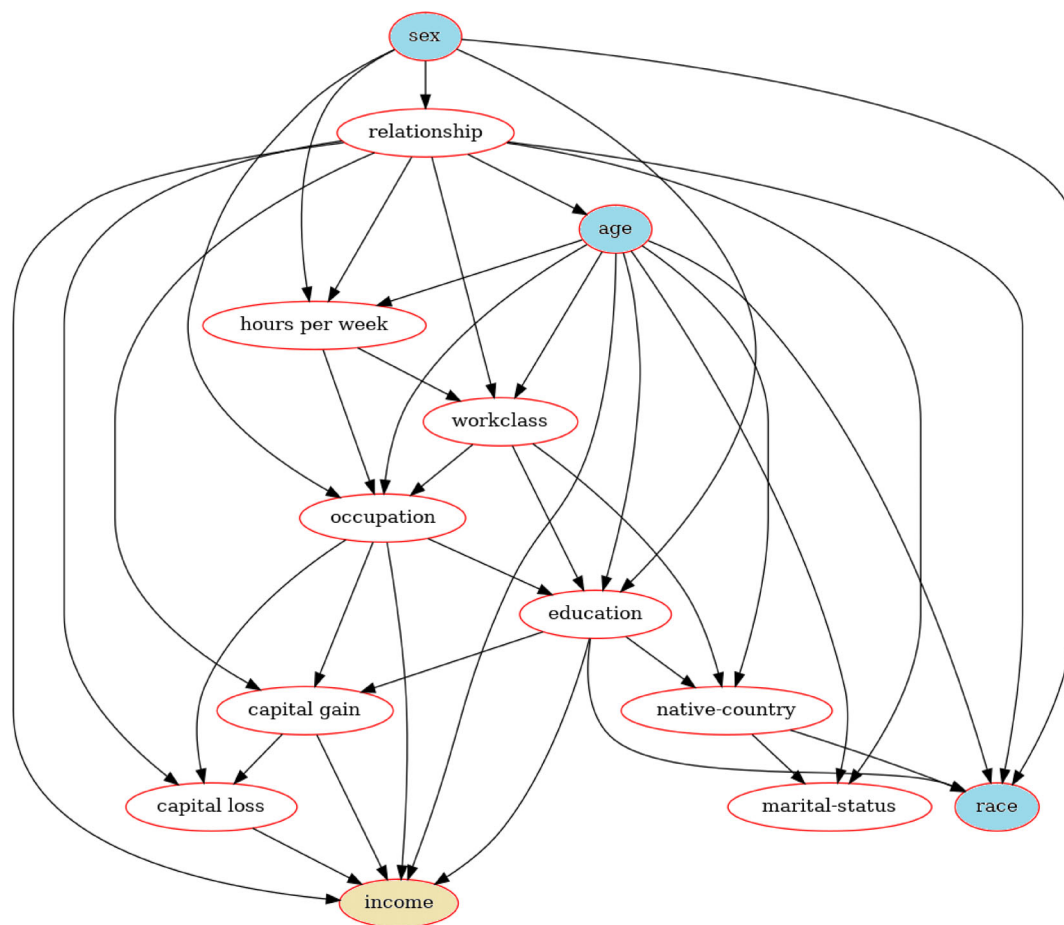 sex
relationship
age
hours per week
workclass
occupation
education
capital gain
native-country
capital loss
marital-status
race
income